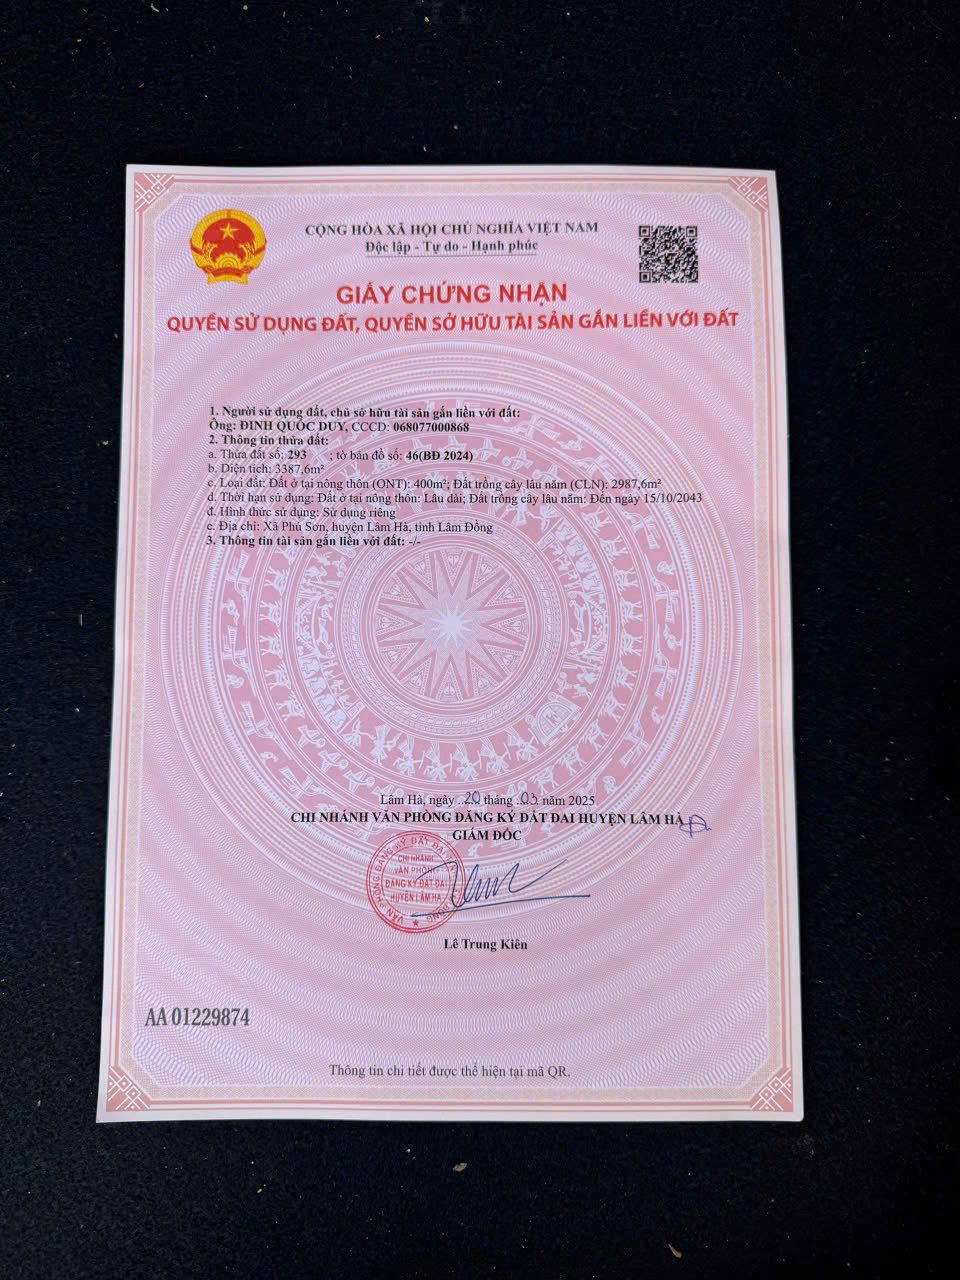 CỘNG HÒA XÃ HỘI CHỦ NGHĨA VIỆT NAM
Độc lập - Tự do - Hạnh phúc
GIẤY CHỨNG NHẬN
QUYỀN SỬ DỤNG ĐẤT, QUYỀN SỞ HỮU TÀI SẢN GẮN LIỀN VỚI ĐẤT
1. Người sử dụng đất, chủ sở hữu tài sản gắn liền với đất:
Ông: ĐINH QUỐC DUY, CCCD: 068077000868
2. Thông tin thửa đất:
a. Thửa đất số: 293 ; tờ bản đồ số: 46(BĐ 2024)
b. Diện tích: 3387,6m²
c. Loại đất: Đất ở tại nông thôn (ONT): 400m²; Đất trồng cây lâu năm (CLN): 2987,6m²
d. Thời hạn sử dụng: Đất ở tại nông thôn: Lâu dài; Đất trồng cây lâu năm: Đến ngày 15/10/2043
đ. Hình thức sử dụng: Sử dụng riêng
e. Địa chỉ: Xã Phú Sơn, huyện Lâm Hà, tỉnh Lâm Đồng
3. Thông tin tài sản gắn liền với đất: -/-
Lâm Hà, ngày ..20 tháng ..03. năm 2025
CHI NHÁNH VĂN PHÒNG ĐĂNG KÝ ĐẤT ĐAI HUYỆN LÂM HÀ
GIÁM ĐỐC
CHI NHÁNH
VĂN PHÒNG
ĐĂNG KÝ ĐẤT ĐAI
HUYỆN LÂM HÀ
Lê Trung Kiên
AA 01229874
Thông tin chi tiết được thể hiện tại mã QR.